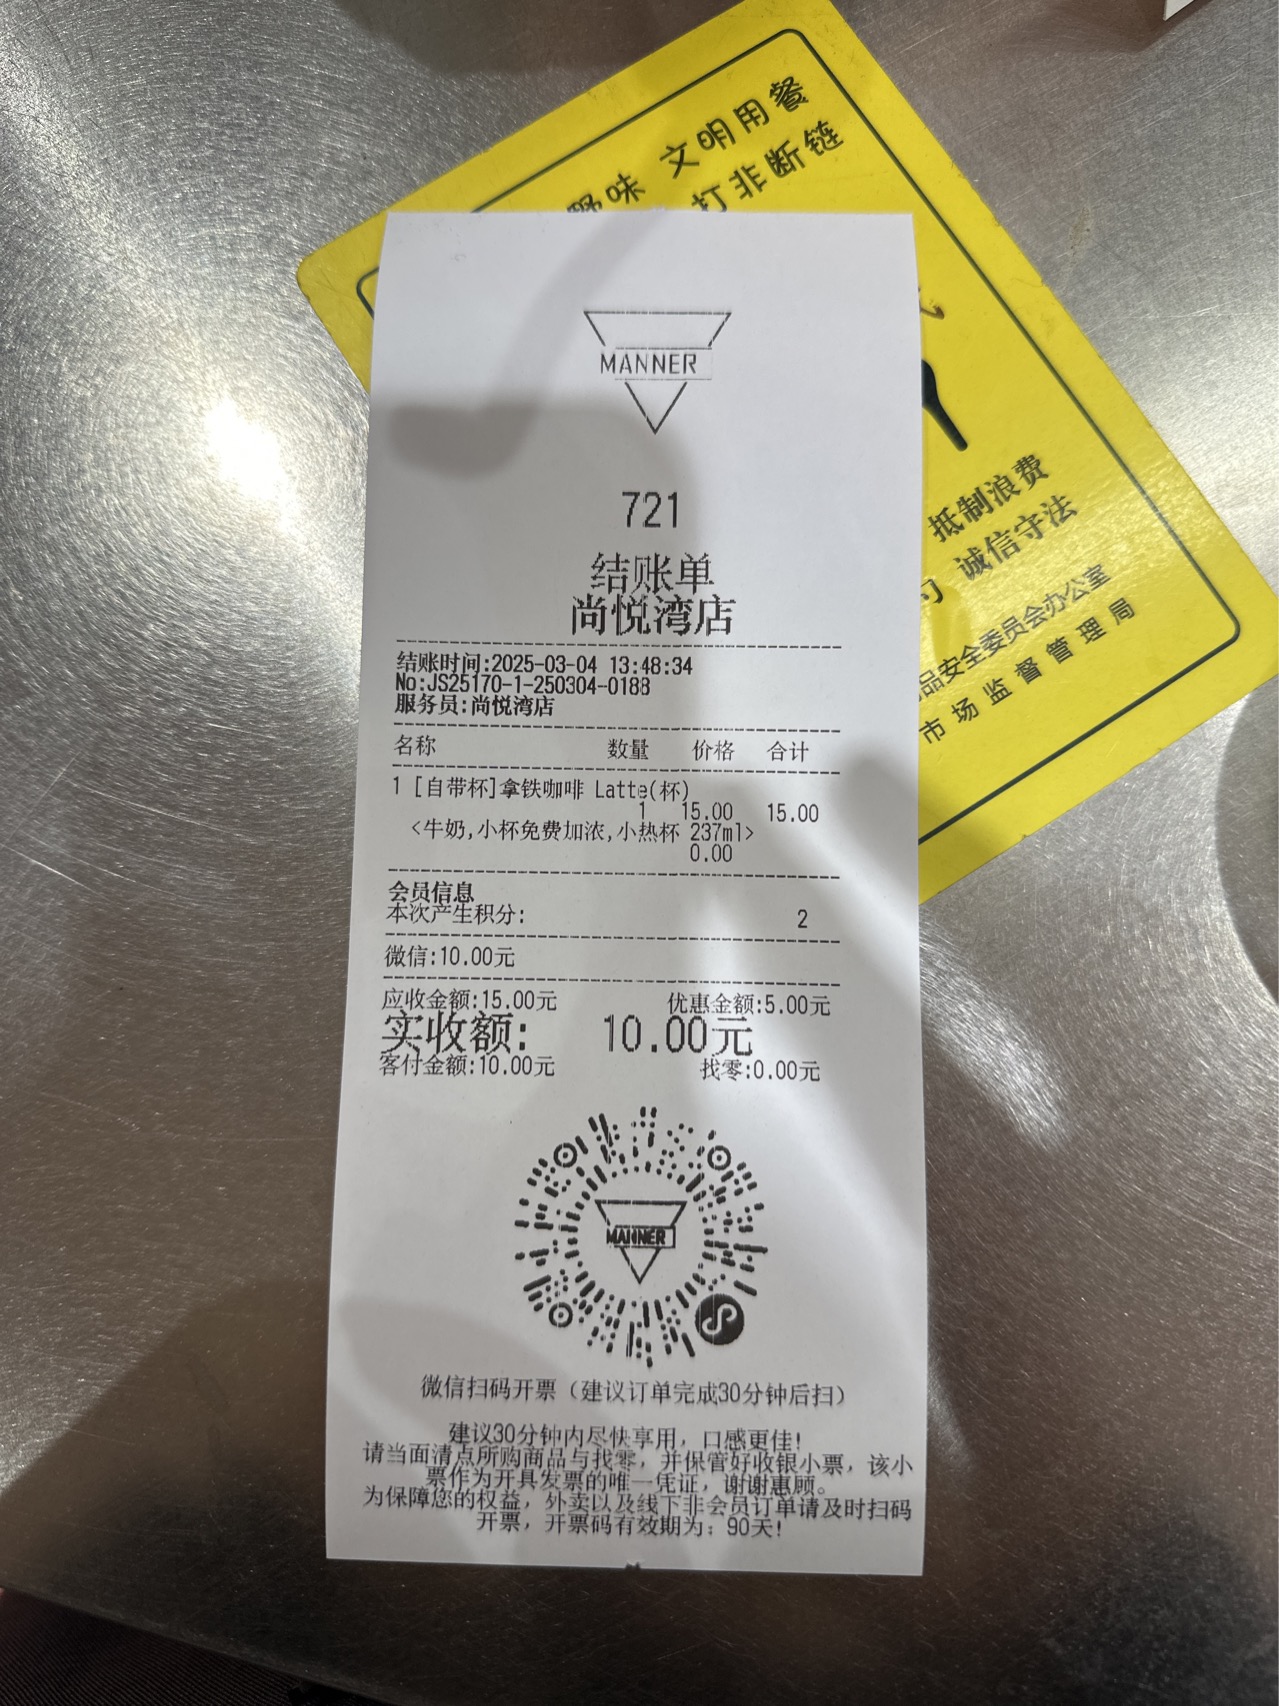 野味 文明用餐
打非断链
MANNER
721
结账单
尚悦湾店
结账时间:2025-03-04 13:48:34
No:JS25170-1-250304-0188
服务员:尚悦湾店
名称 数量 价格 合计
1 [自带杯]拿铁咖啡 Latte(杯)
1 15.00 15.00
<牛奶,小杯免费加浓,小热杯 237ml>
0.00
会员信息
本次产生积分: 2
微信:10.00元
应收金额:15.00元 优惠金额:5.00元
实收额: 10.00元
客付金额:10.00元 找零:0.00元
MANNER
微信扫码开票（建议订单完成30分钟后扫）
建议30分钟内尽快享用，口感更佳!
请当面清点所购商品与找零，并保管好收银小票，该小
票作为开具发票的唯一凭证，谢谢惠顾。
为保障您的权益，外卖以及线下非会员订单请及时扫码
开票，开票码有效期为：90天!
抵制浪费
诚信守法
品安全委员会办公室
市场监督管理局